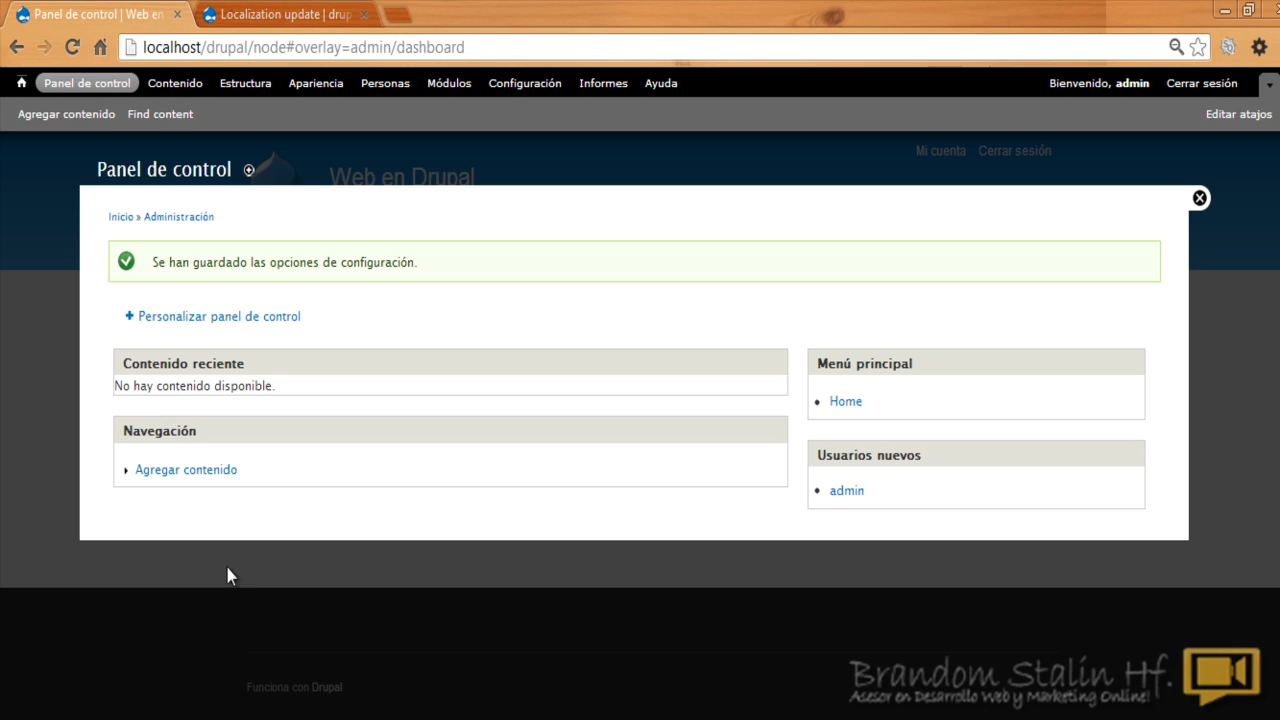 Panel de control | Web en
Localization update | drup
localhost/drupal/node#overlay=admin/dashboard
Panel de control Contenido Estructura Apariencia Personas Módulos Configuración Informes Ayuda Bienvenido, admin Cerrar sesión
Agregar contenido Find content Editar atajos
Mi cuenta Cerrar sesión
Panel de control
Web en Drupal
Inicio » Administración
Se han guardado las opciones de configuración.
Personalizar panel de control
Contenido reciente
No hay contenido disponible.
Navegación
Agregar contenido
Menú principal
Home
Usuarios nuevos
admin
Funciona con Drupal
Brandom Stalin Hf.
Asesor en Desarrollo Web y Marketing Online!